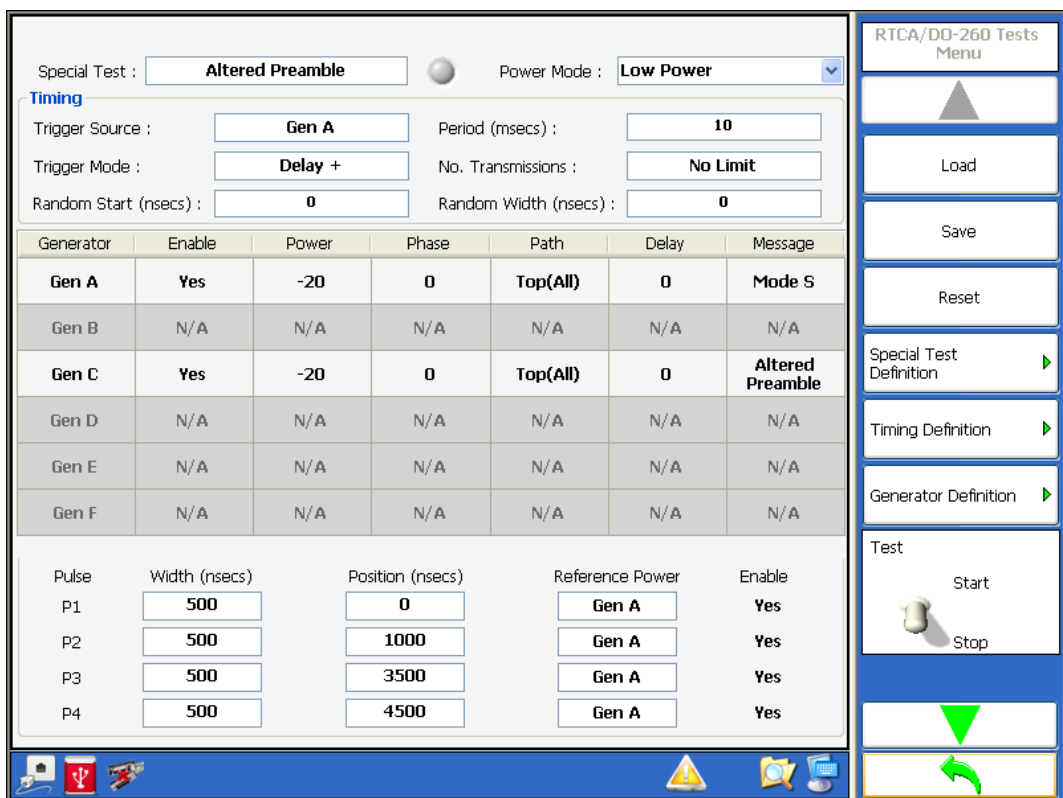 RTCA/DO-260 Tests
Menu
Special Test : Altered Preamble Power Mode : Low Power
Timing
Trigger Source : Gen A Period (msecs) : 10
Trigger Mode : Delay + No. Transmissions : No Limit
Random Start (nsecs) : 0 Random Width (nsecs) : 0
Generator Enable Power Phase Path Delay Message
Gen A Yes -20 0 Top(All) 0 Mode S
Gen B N/A N/A N/A N/A N/A N/A
Gen C Yes -20 0 Top(All) 0 Altered
Preamble
Gen D N/A N/A N/A N/A N/A N/A
Gen E N/A N/A N/A N/A N/A N/A
Gen F N/A N/A N/A N/A N/A N/A
Pulse Width (nsecs) Position (nsecs) Reference Power Enable
P1 500 0 Gen A Yes
P2 500 1000 Gen A Yes
P3 500 3500 Gen A Yes
P4 500 4500 Gen A Yes
Load
Save
Reset
Special Test
Definition
Timing Definition
Generator Definition
Test
Start
Stop